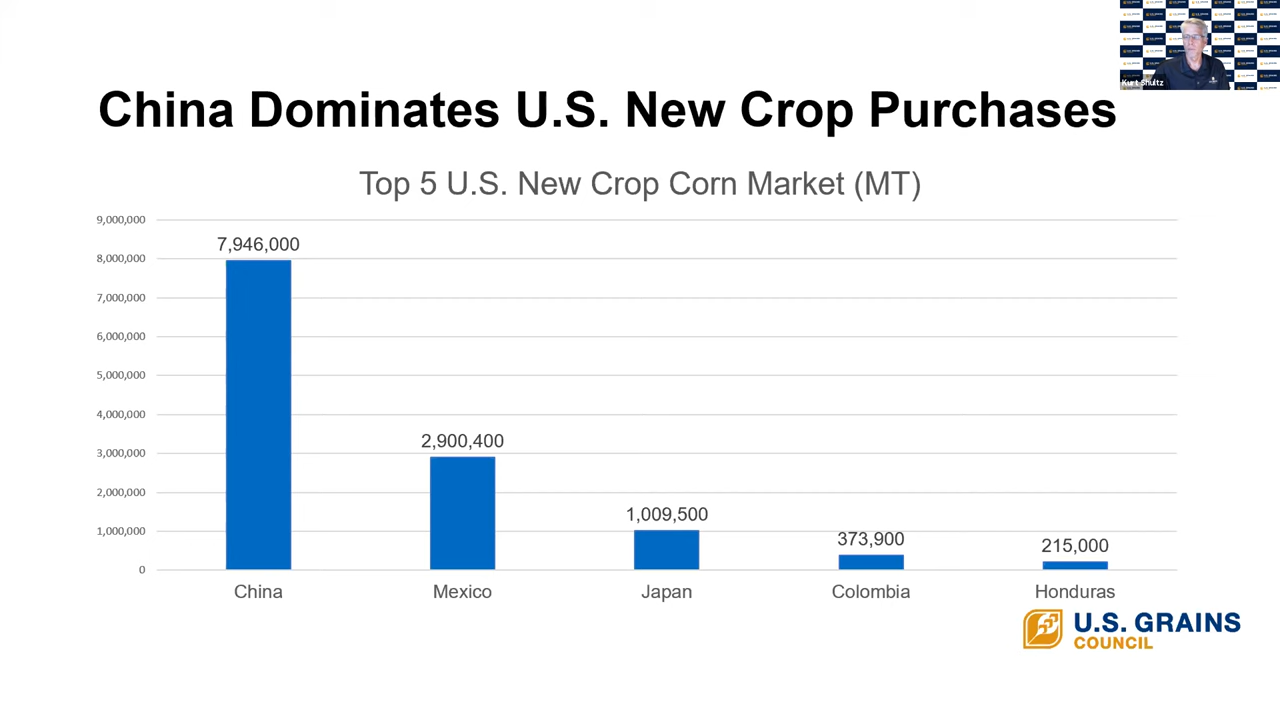 Kurt Shultz
China Dominates U.S. New Crop Purchases
Top 5 U.S. New Crop Corn Market (MT)
9,000,000
8,000,000
7,000,000
6,000,000
5,000,000
4,000,000
3,000,000
2,000,000
1,000,000
0
7,946,000
2,900,400
1,009,500
373,900
215,000
China Mexico Japan Colombia Honduras
U.S. GRAINS
COUNCIL